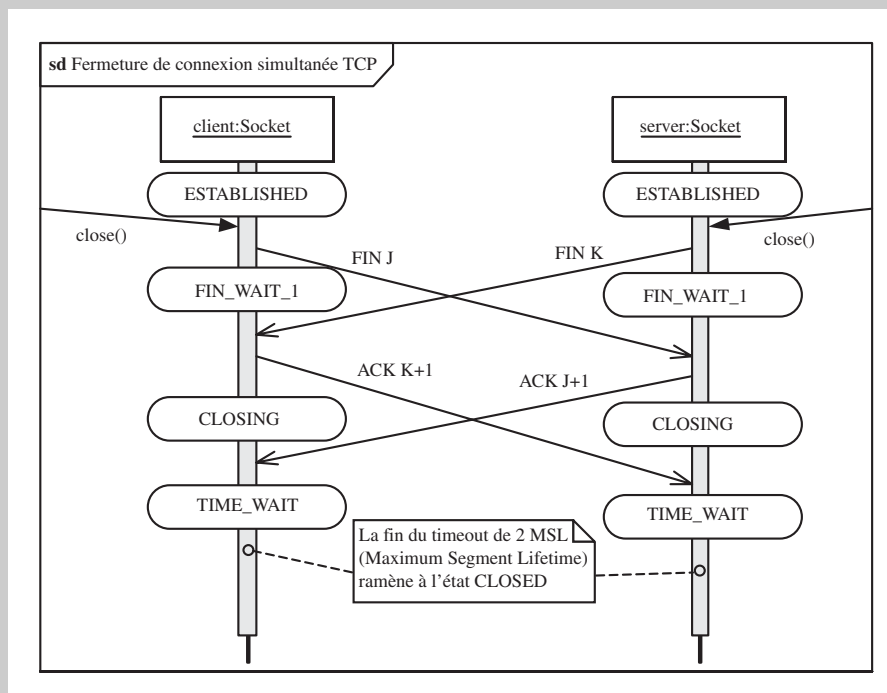 sd Fermeture de connexion simultanée TCP
client:Socket
server:Socket
ESTABLISHED
ESTABLISHED
close()
close()
FIN J
FIN K
FIN_WAIT_1
FIN_WAIT_1
ACK K+1
ACK J+1
CLOSING
CLOSING
TIME_WAIT
TIME_WAIT
La fin du timeout de 2 MSL
(Maximum Segment Lifetime)
ramène à l'état CLOSED